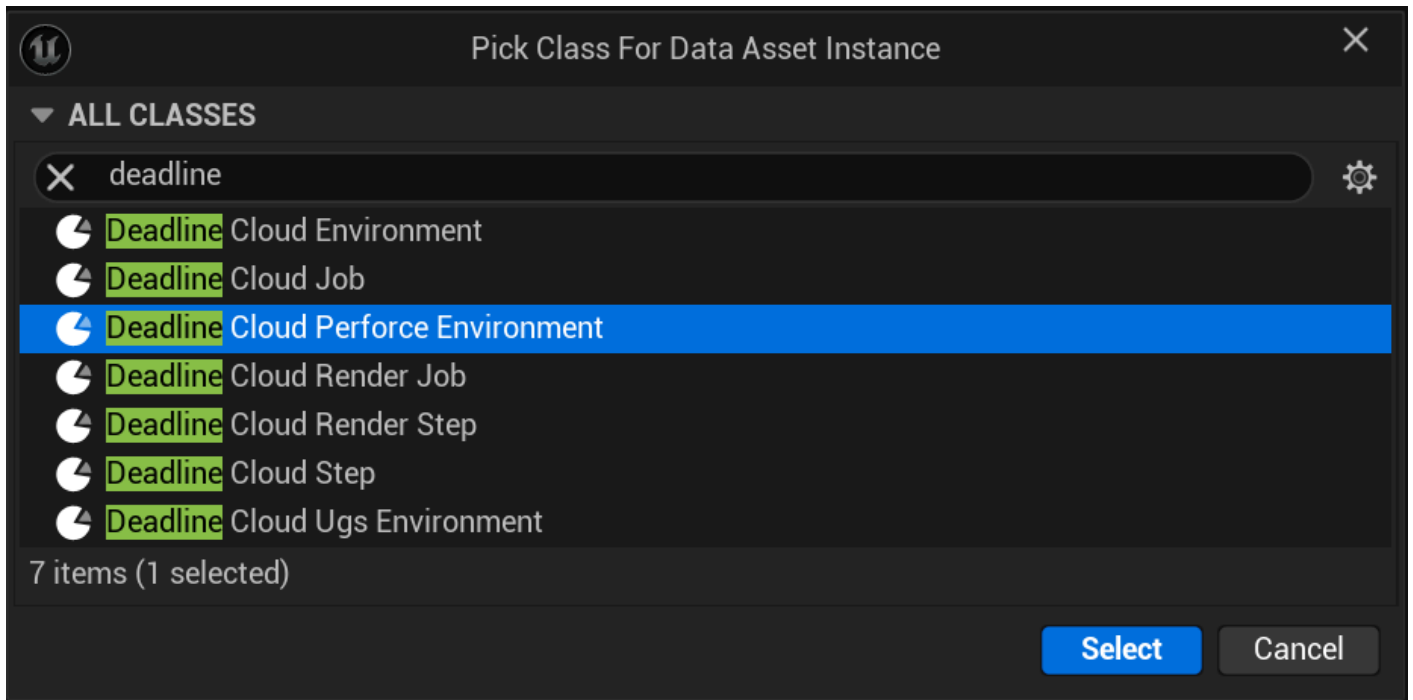 Pick Class For Data Asset Instance
ALL CLASSES
deadline
Deadline Cloud Environment
Deadline Cloud Job
Deadline Cloud Perforce Environment
Deadline Cloud Render Job
Deadline Cloud Render Step
Deadline Cloud Step
Deadline Cloud Ugs Environment
7 items (1 selected)
Select Cancel